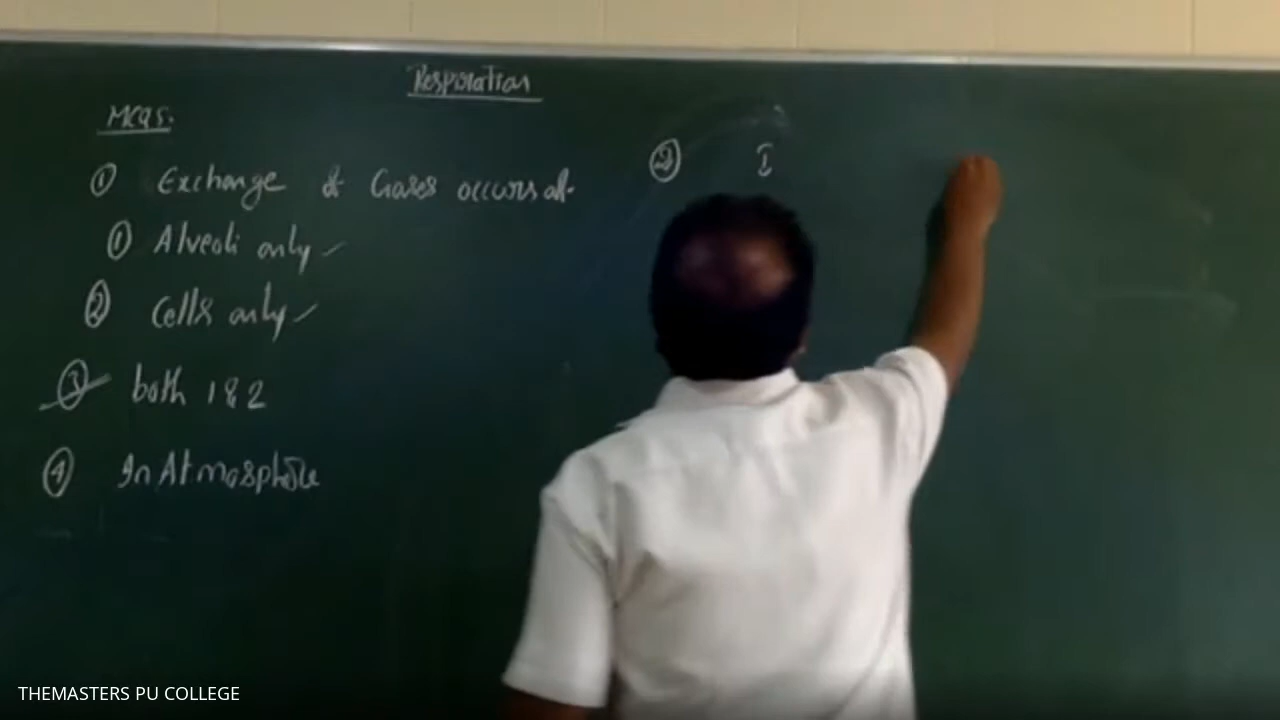 Respiration
MCQS.
① Exchange of Gases occurs at.
① Alveoli only
② Cells only
③ both 1 & 2
④ In Atmosphere
② I
THEMASTERS PU COLLEGE